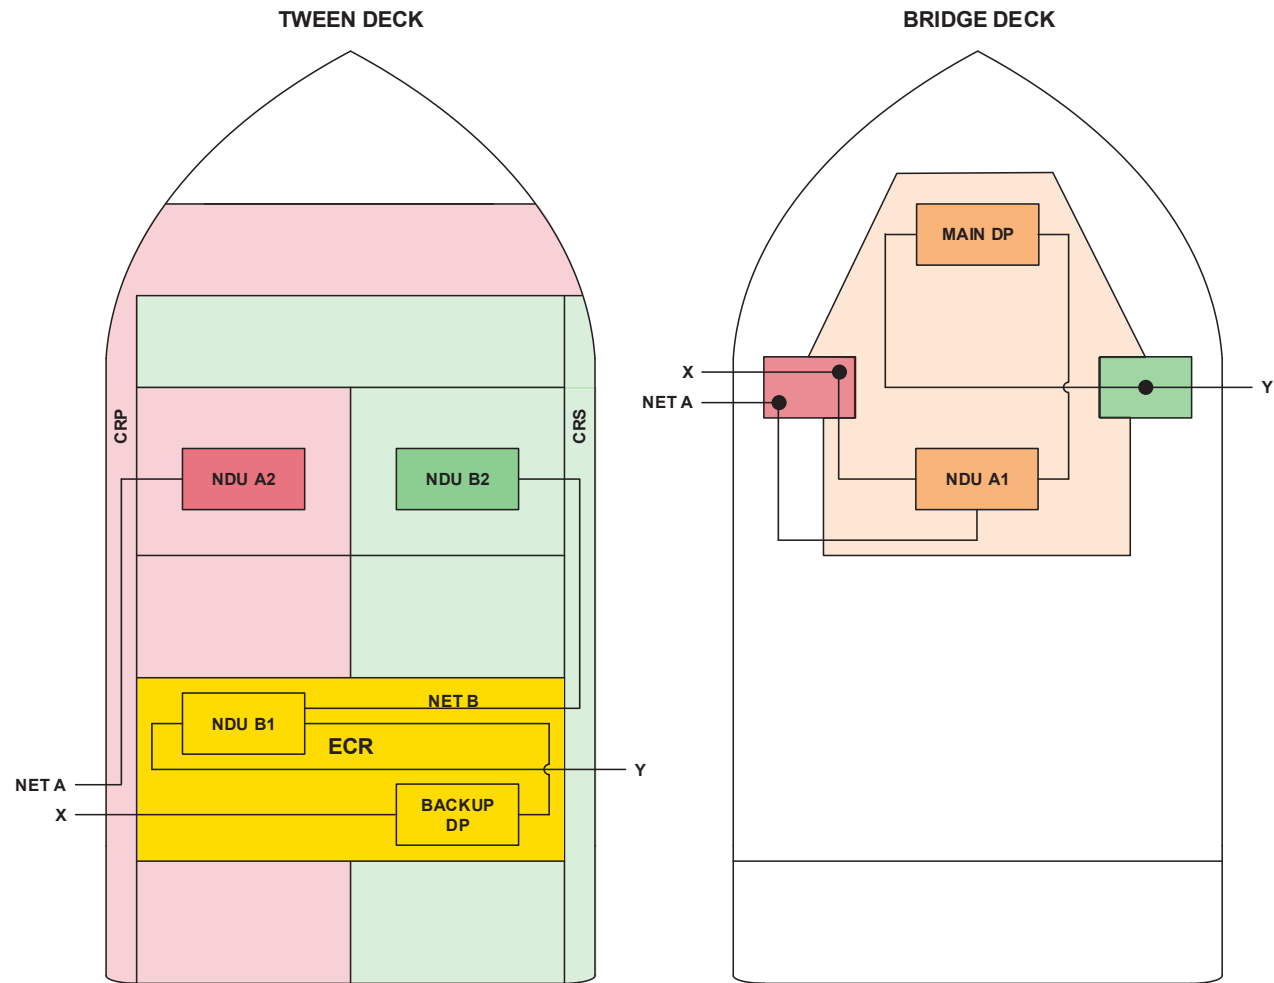 TWEEN DECK
CRP
CRS
NDU A2
NDU B2
NET B
NDU B1
ECR
Y
NET A
X
BACKUP
DP
BRIDGE DECK
MAIN DP
X
NET A
Y
NDU A1